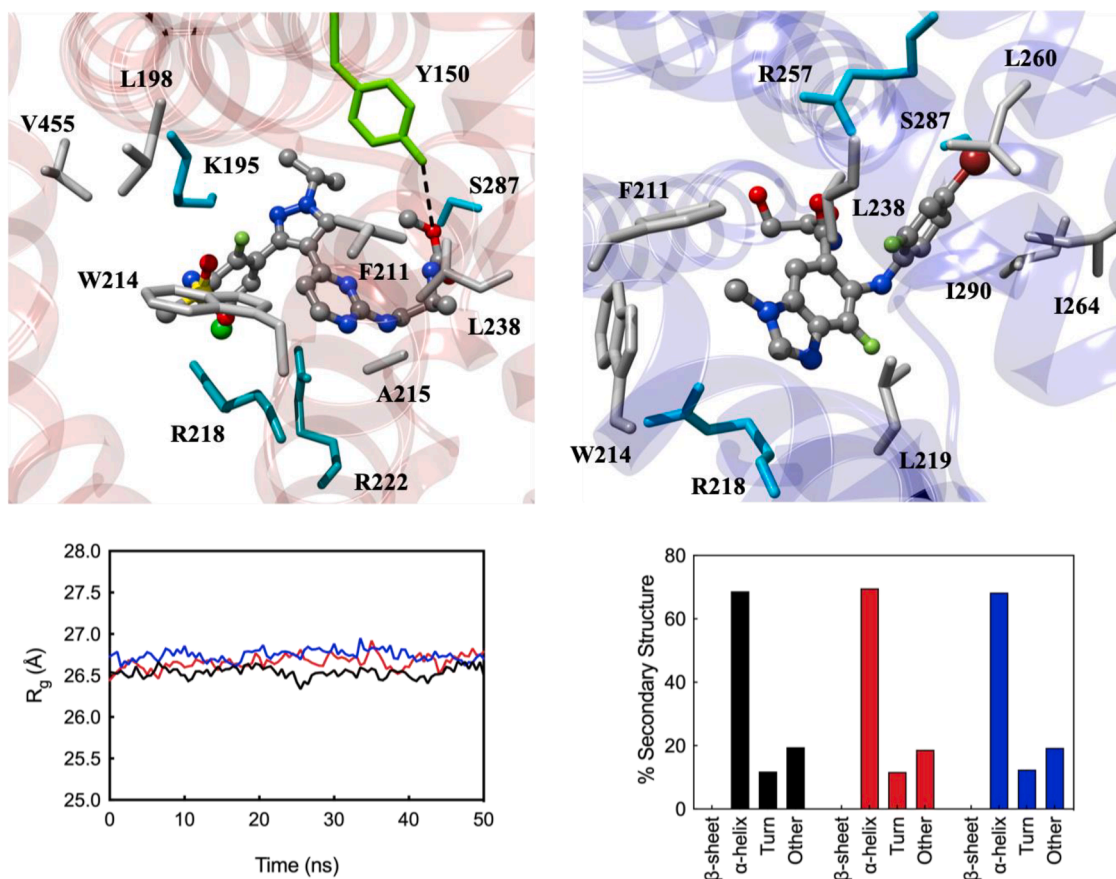 Y150
L198
V455
K195
S287
W214
F211
L238
A215
R218
R222
R257
L260
S287
F211
L238
I290
I264
W214
R218
L219
28.0
27.5
27.0
26.5
26.0
25.5
25.0
Rg (Å)
0 10 20 30 40 50
Time (ns)
80
60
40
20
0
% Secondary Structure
β-sheet
α-helix
Turn
Other
β-sheet
α-helix
Turn
Other
β-sheet
α-helix
Turn
Other